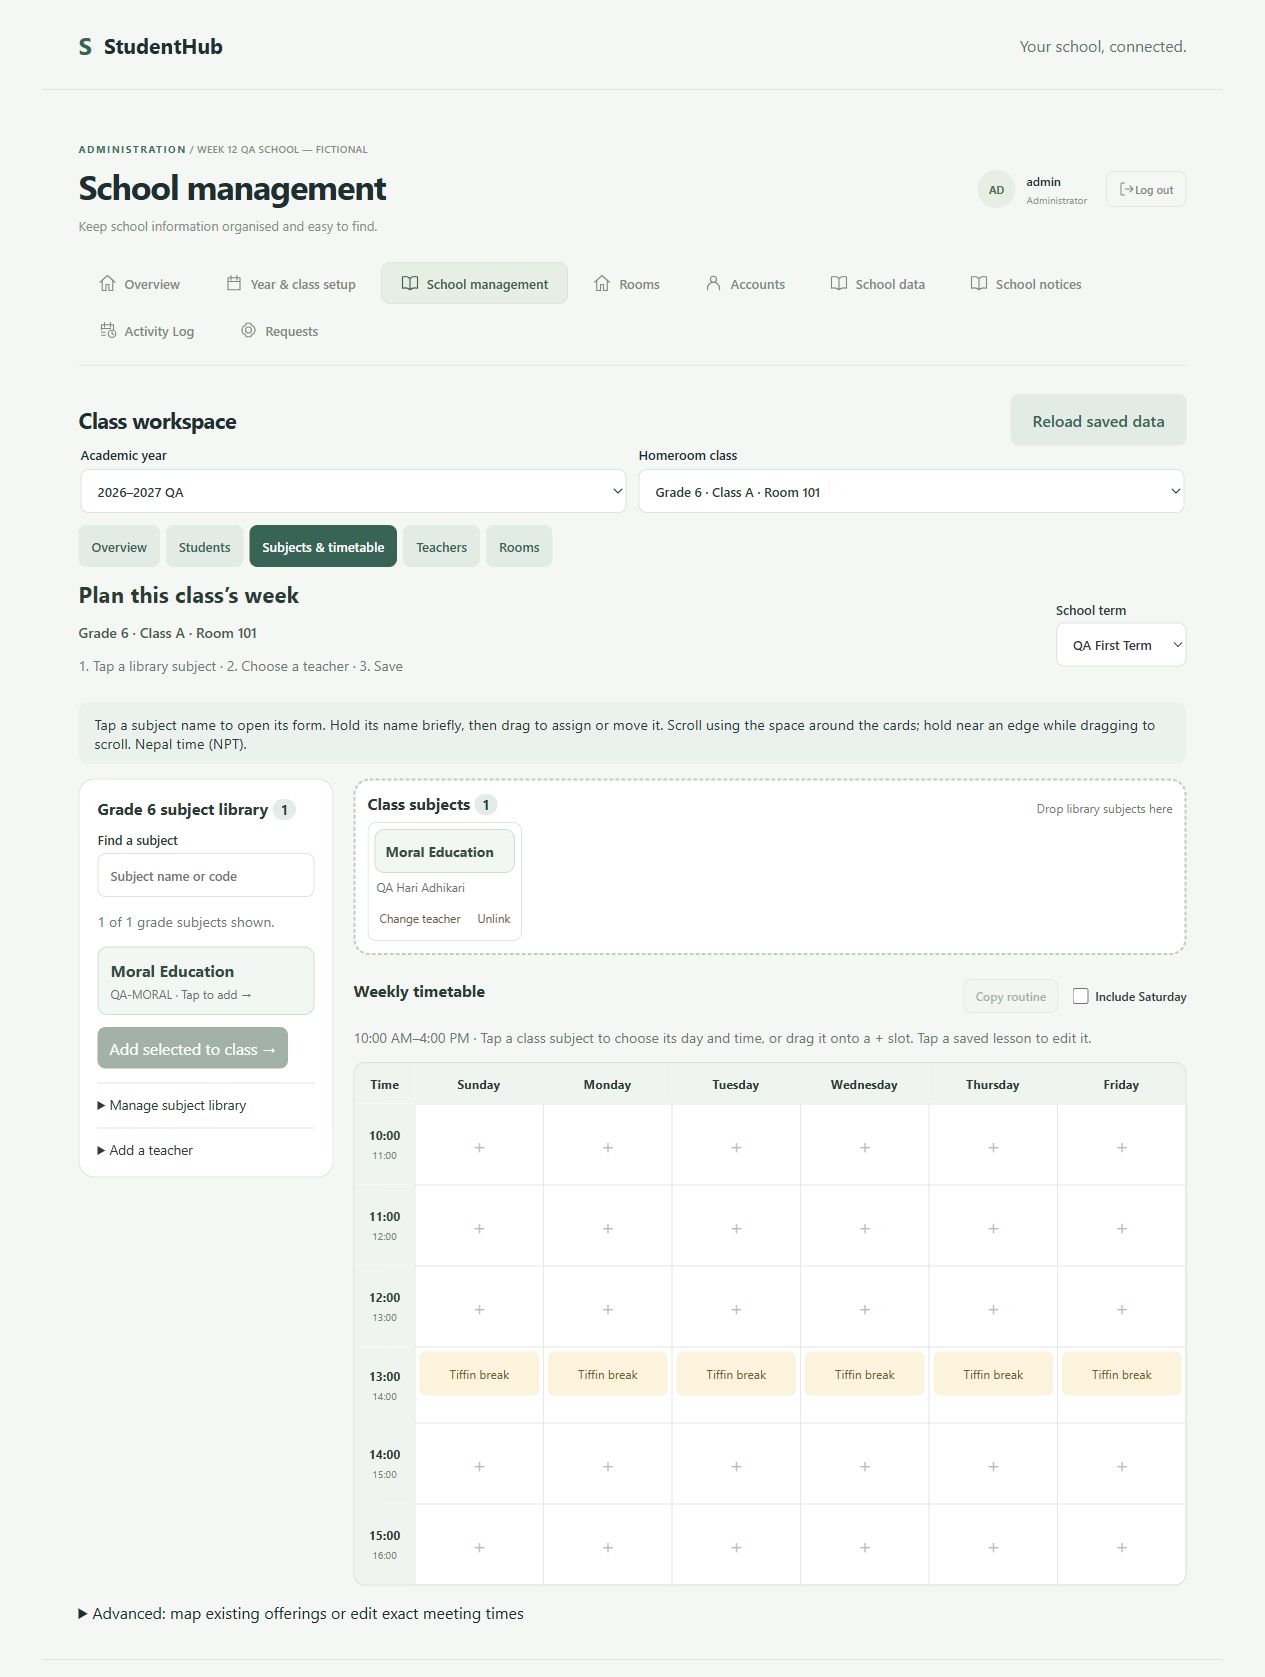 S StudentHub
Your school, connected.
ADMINISTRATION / WEEK 12 QA SCHOOL — FICTIONAL
School management
Keep school information organised and easy to find.
AD
admin
Administrator
Log out
Overview
Year & class setup
School management
Rooms
Accounts
School data
School notices
Activity Log
Requests
Class workspace
Reload saved data
Academic year
2026–2027 QA
Homeroom class
Grade 6 · Class A · Room 101
Overview
Students
Subjects & timetable
Teachers
Rooms
Plan this class’s week
Grade 6 · Class A · Room 101
1. Tap a library subject · 2. Choose a teacher · 3. Save
School term
QA First Term
Tap a subject name to open its form. Hold its name briefly, then drag to assign or move it. Scroll using the space around the cards; hold near an edge while dragging to
scroll. Nepal time (NPT).
Grade 6 subject library 1
Find a subject
Subject name or code
1 of 1 grade subjects shown.
Moral Education
QA-MORAL · Tap to add →
Add selected to class →
▶ Manage subject library
▶ Add a teacher
Class subjects 1
Drop library subjects here
Moral Education
QA Hari Adhikari
Change teacher Unlink
Weekly timetable
Copy routine
Include Saturday
10:00 AM–4:00 PM · Tap a class subject to choose its day and time, or drag it onto a + slot. Tap a saved lesson to edit it.
Time Sunday Monday Tuesday Wednesday Thursday Friday
10:00
11:00
+ + + + + +
11:00
12:00
+ + + + + +
12:00
13:00
+ + + + + +
13:00
14:00
Tiffin break Tiffin break Tiffin break Tiffin break Tiffin break Tiffin break
14:00
15:00
+ + + + + +
15:00
16:00
+ + + + + +
▶ Advanced: map existing offerings or edit exact meeting times